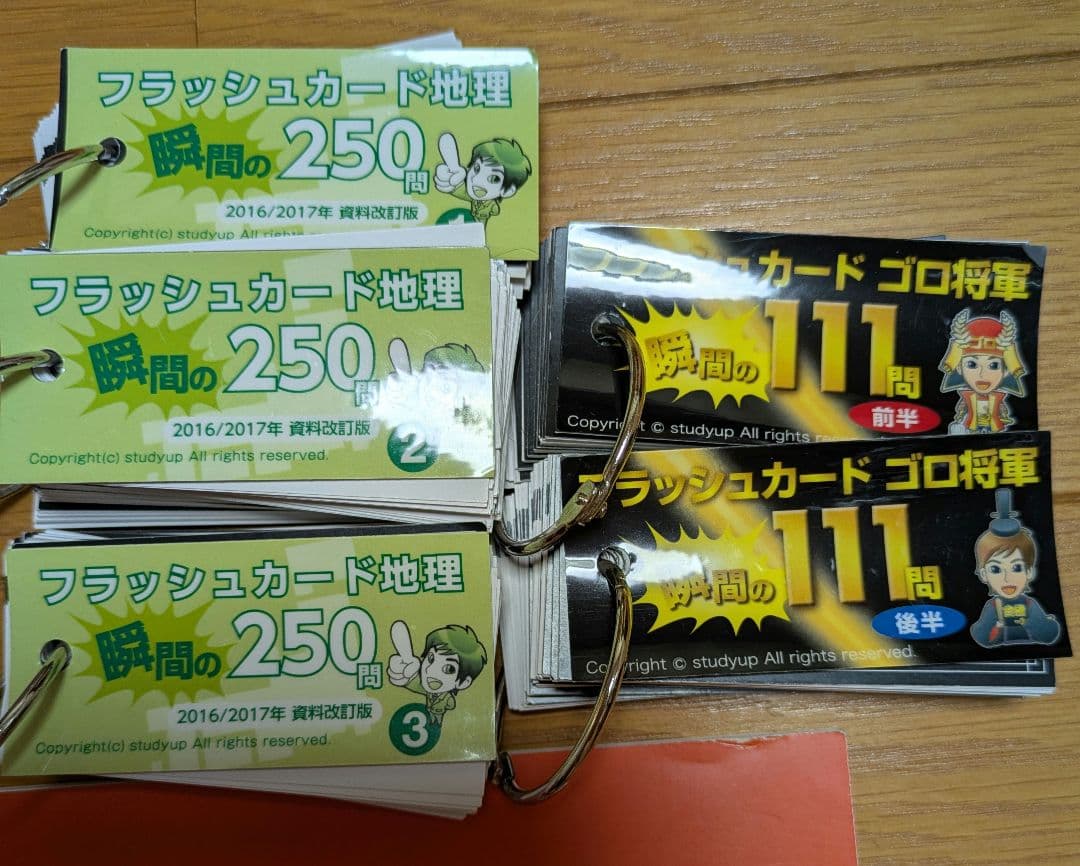 フラッシュカード地理
瞬間の250問
2016/2017年 資料改訂版
1
Copyright(c) studyup All rights
フラッシュカード地理
瞬間の250問
2016/2017年 資料改訂版
2
Copyright(c) studyup All rights reserved.
フラッシュカード地理
瞬間の250問
2016/2017年 資料改訂版
3
Copyright(c) studyup All rights reserved.
シュカード ゴロ将軍
瞬間の111問
前半
Copyright © studyup All rights
フラッシュカード ゴロ将軍
瞬間の111問
後半
Copyright © studyup All rights reserved.